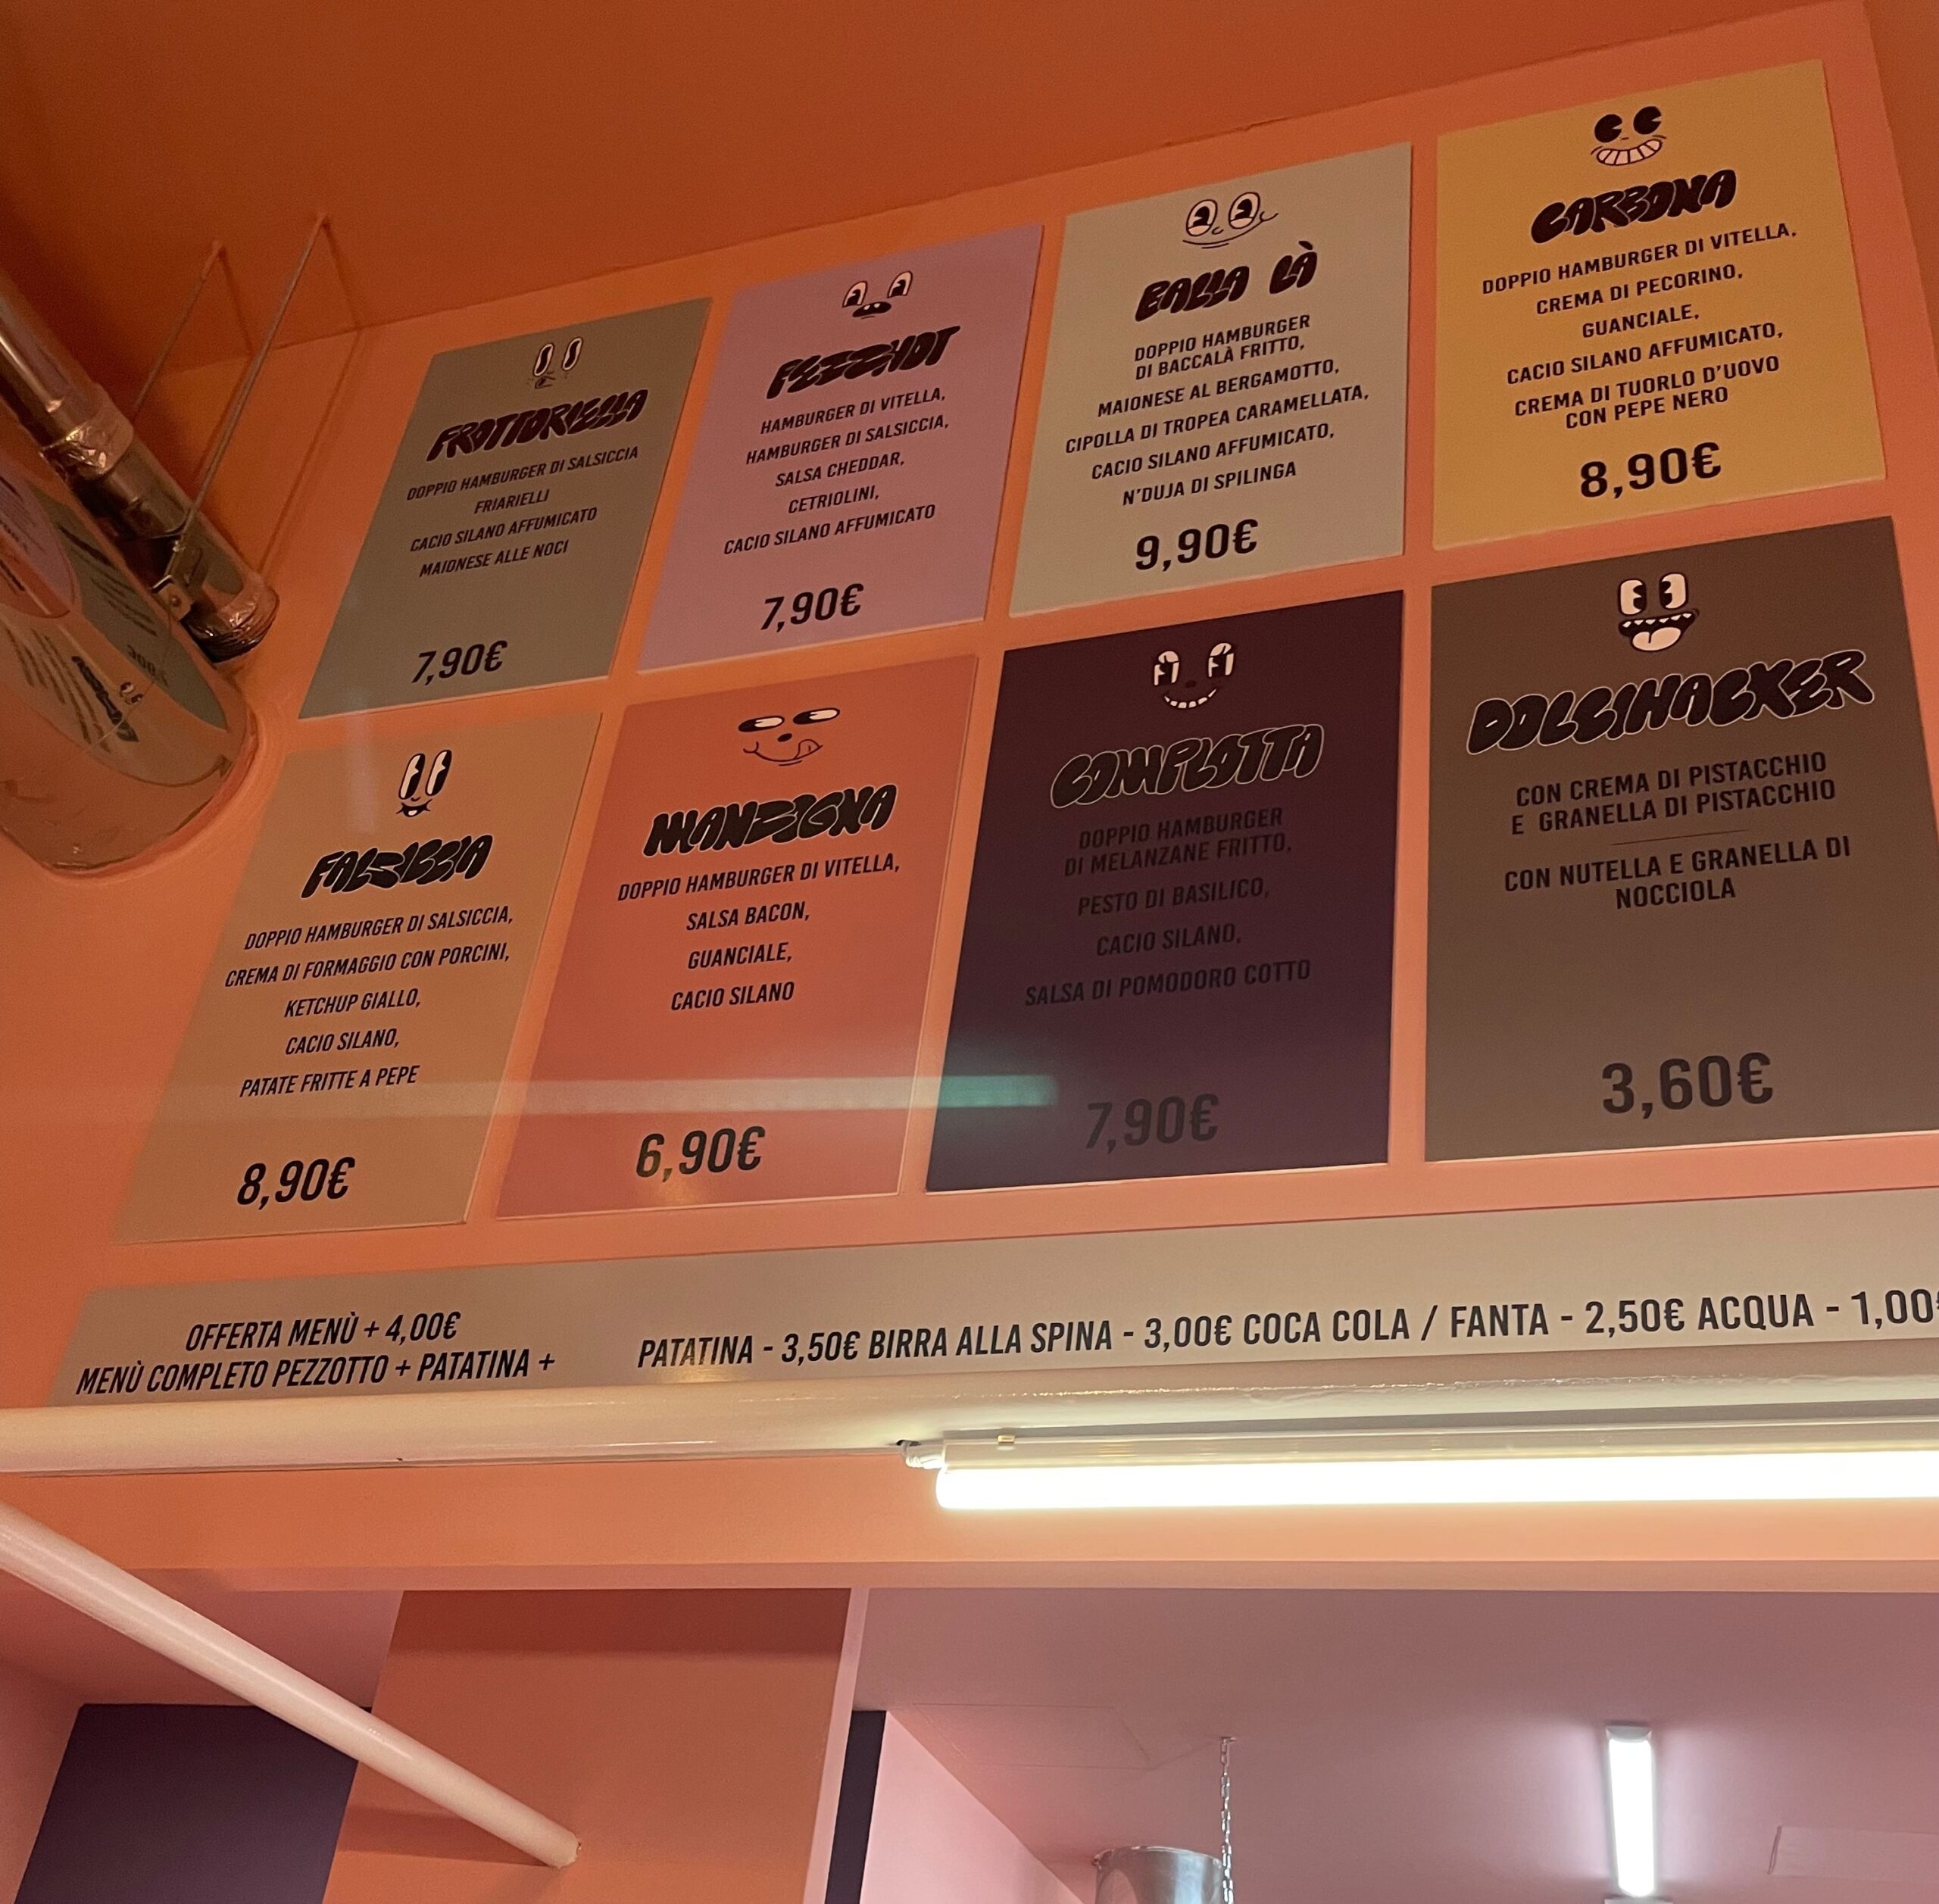 FRATTARIELLA
DOPPIO HAMBURGER DI SALSICCIA
FRIARIELLI
CACIO SILANO AFFUMICATO
MAIONESE ALLE NOCI
7,90€
PEZZHOT
HAMBURGER DI VITELLA,
HAMBURGER DI SALSICCIA,
SALSA CHEDDAR,
CETRIOLINI,
CACIO SILANO AFFUMICATO
7,90€
BALLA LÀ
DOPPIO HAMBURGER
DI BACCALÀ FRITTO,
MAIONESE AL BERGAMOTTO,
CIPOLLA DI TROPEA CARAMELLATA,
CACIO SILANO AFFUMICATO,
N'DUJA DI SPILINGA
9,90€
CARBONA
DOPPIO HAMBURGER DI VITELLA,
CREMA DI PECORINO,
GUANCIALE,
CACIO SILANO AFFUMICATO,
CREMA DI TUORLO D'UOVO
CON PEPE NERO
8,90€
FALSICCIA
DOPPIO HAMBURGER DI SALSICCIA,
CREMA DI FORMAGGIO CON PORCINI,
KETCHUP GIALLO,
CACIO SILANO,
PATATE FRITTE A PEPE
8,90€
MANZOGNA
DOPPIO HAMBURGER DI VITELLA,
SALSA BACON,
GUANCIALE,
CACIO SILANO
6,90€
COMPLOTTA
DOPPIO HAMBURGER
DI MELANZANE FRITTO,
PESTO DI BASILICO,
CACIO SILANO,
SALSA DI POMODORO COTTO
7,90€
DOLCIHACKER
CON CREMA DI PISTACCHIO
E GRANELLA DI PISTACCHIO
CON NUTELLA E GRANELLA DI
NOCCIOLA
3,60€
OFFERTA MENÙ + 4,00€
MENÙ COMPLETO PEZZOTTO + PATATINA +
PATATINA - 3,50€ BIRRA ALLA SPINA - 3,00€ COCA COLA / FANTA - 2,50€ ACQUA - 1,00€